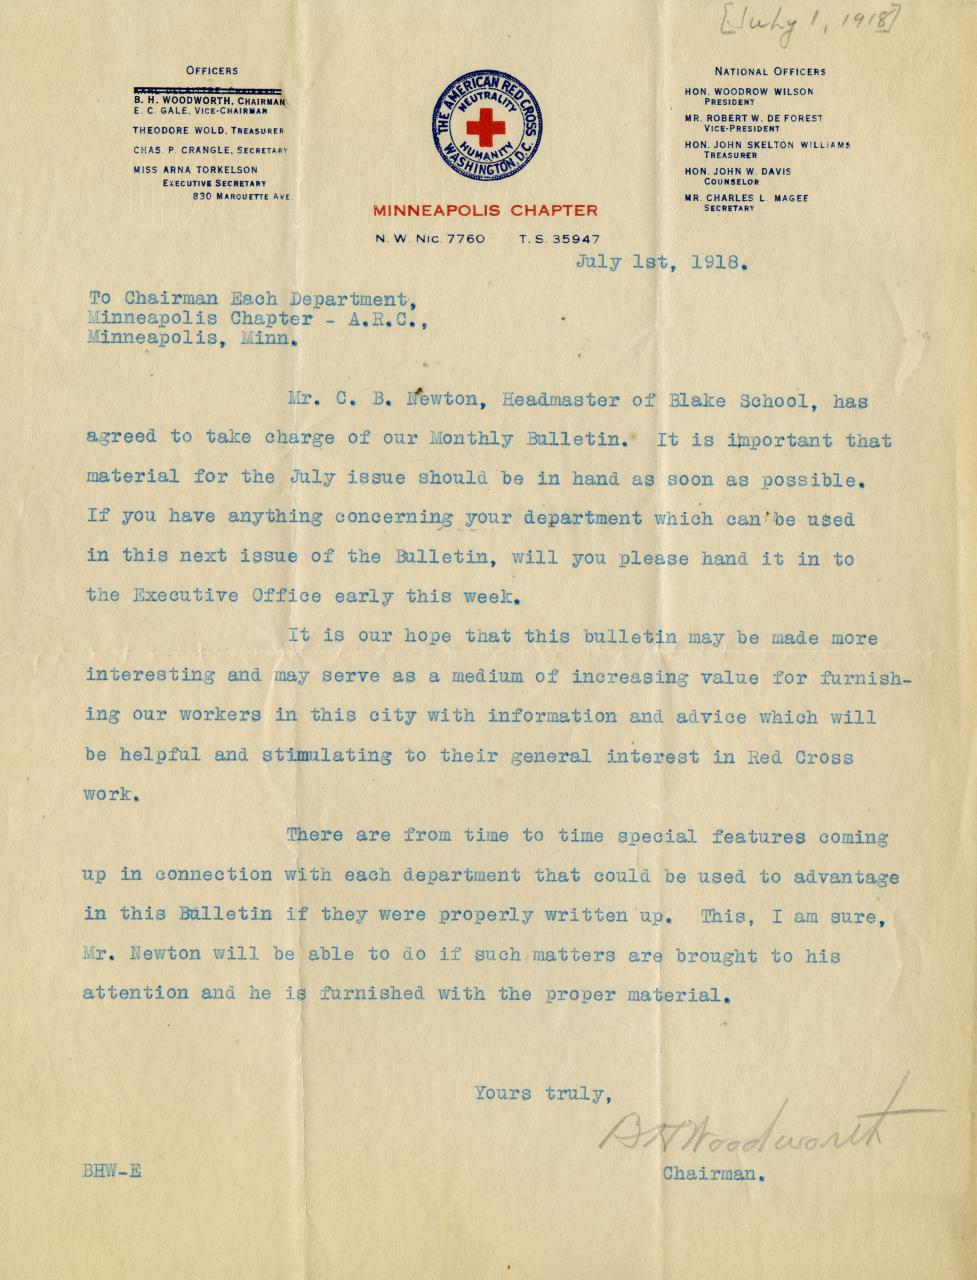 [July 1, 1918]
OFFICERS
B. H. WOODWORTH, CHAIRMAN
E. C. GALE, VICE-CHAIRMAN
THEODORE WOLD, TREASURER
CHAS. P. CRANGLE, SECRETARY
MISS ARNA TORKELSON
EXECUTIVE SECRETARY
830 MARQUETTE AVE.
THE AMERICAN RED CROSS
NEUTRALITY
HUMANITY
WASHINGTON, D.C.
NATIONAL OFFICERS
HON. WOODROW WILSON
PRESIDENT
MR. ROBERT W. DE FOREST
VICE-PRESIDENT
HON. JOHN SKELTON WILLIAMS
TREASURER
HON. JOHN W. DAVIS
COUNSELOR
MR. CHARLES L. MAGEE
SECRETARY
MINNEAPOLIS CHAPTER
N. W. NIC. 7760 T. S. 35947
July 1st, 1918.
To Chairman Each Department,
Minneapolis Chapter - A.R.C.,
Minneapolis, Minn.
Mr. C. B. Newton, Headmaster of Blake School, has
agreed to take charge of our Monthly Bulletin. It is important that
material for the July issue should be in hand as soon as possible.
If you have anything concerning your department which can be used
in this next issue of the Bulletin, will you please hand it in to
the Executive Office early this week.
It is our hope that this bulletin may be made more
interesting and may serve as a medium of increasing value for furnish-
ing our workers in this city with information and advice which will
be helpful and stimulating to their general interest in Red Cross
work.
There are from time to time special features coming
up in connection with each department that could be used to advantage
in this Bulletin if they were properly written up. This, I am sure,
Mr. Newton will be able to do if such matters are brought to his
attention and he is furnished with the proper material.
Yours truly,
B H Woodworth
BHW-E
Chairman.